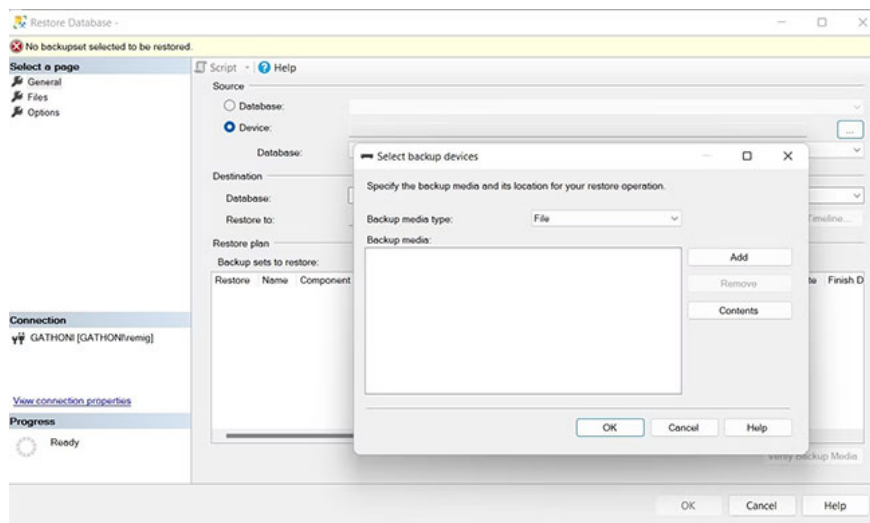 Restore Database -
No backupset selected to be restored.
Select a page
General
Files
Options
Script
Help
Source
Database:
Device:
...
Database:
Destination
Database:
Restore to:
Timeline...
Restore plan
Backup sets to restore:
Restore Name Component
Finish D
Select backup devices
Specify the backup media and its location for your restore operation.
Backup media type:
File
Backup media:
Add
Remove
Contents
OK
Cancel
Help
Connection
GATHONI [GATHONI\remig]
View connection properties
Progress
Ready
Verify Backup Media
OK
Cancel
Help